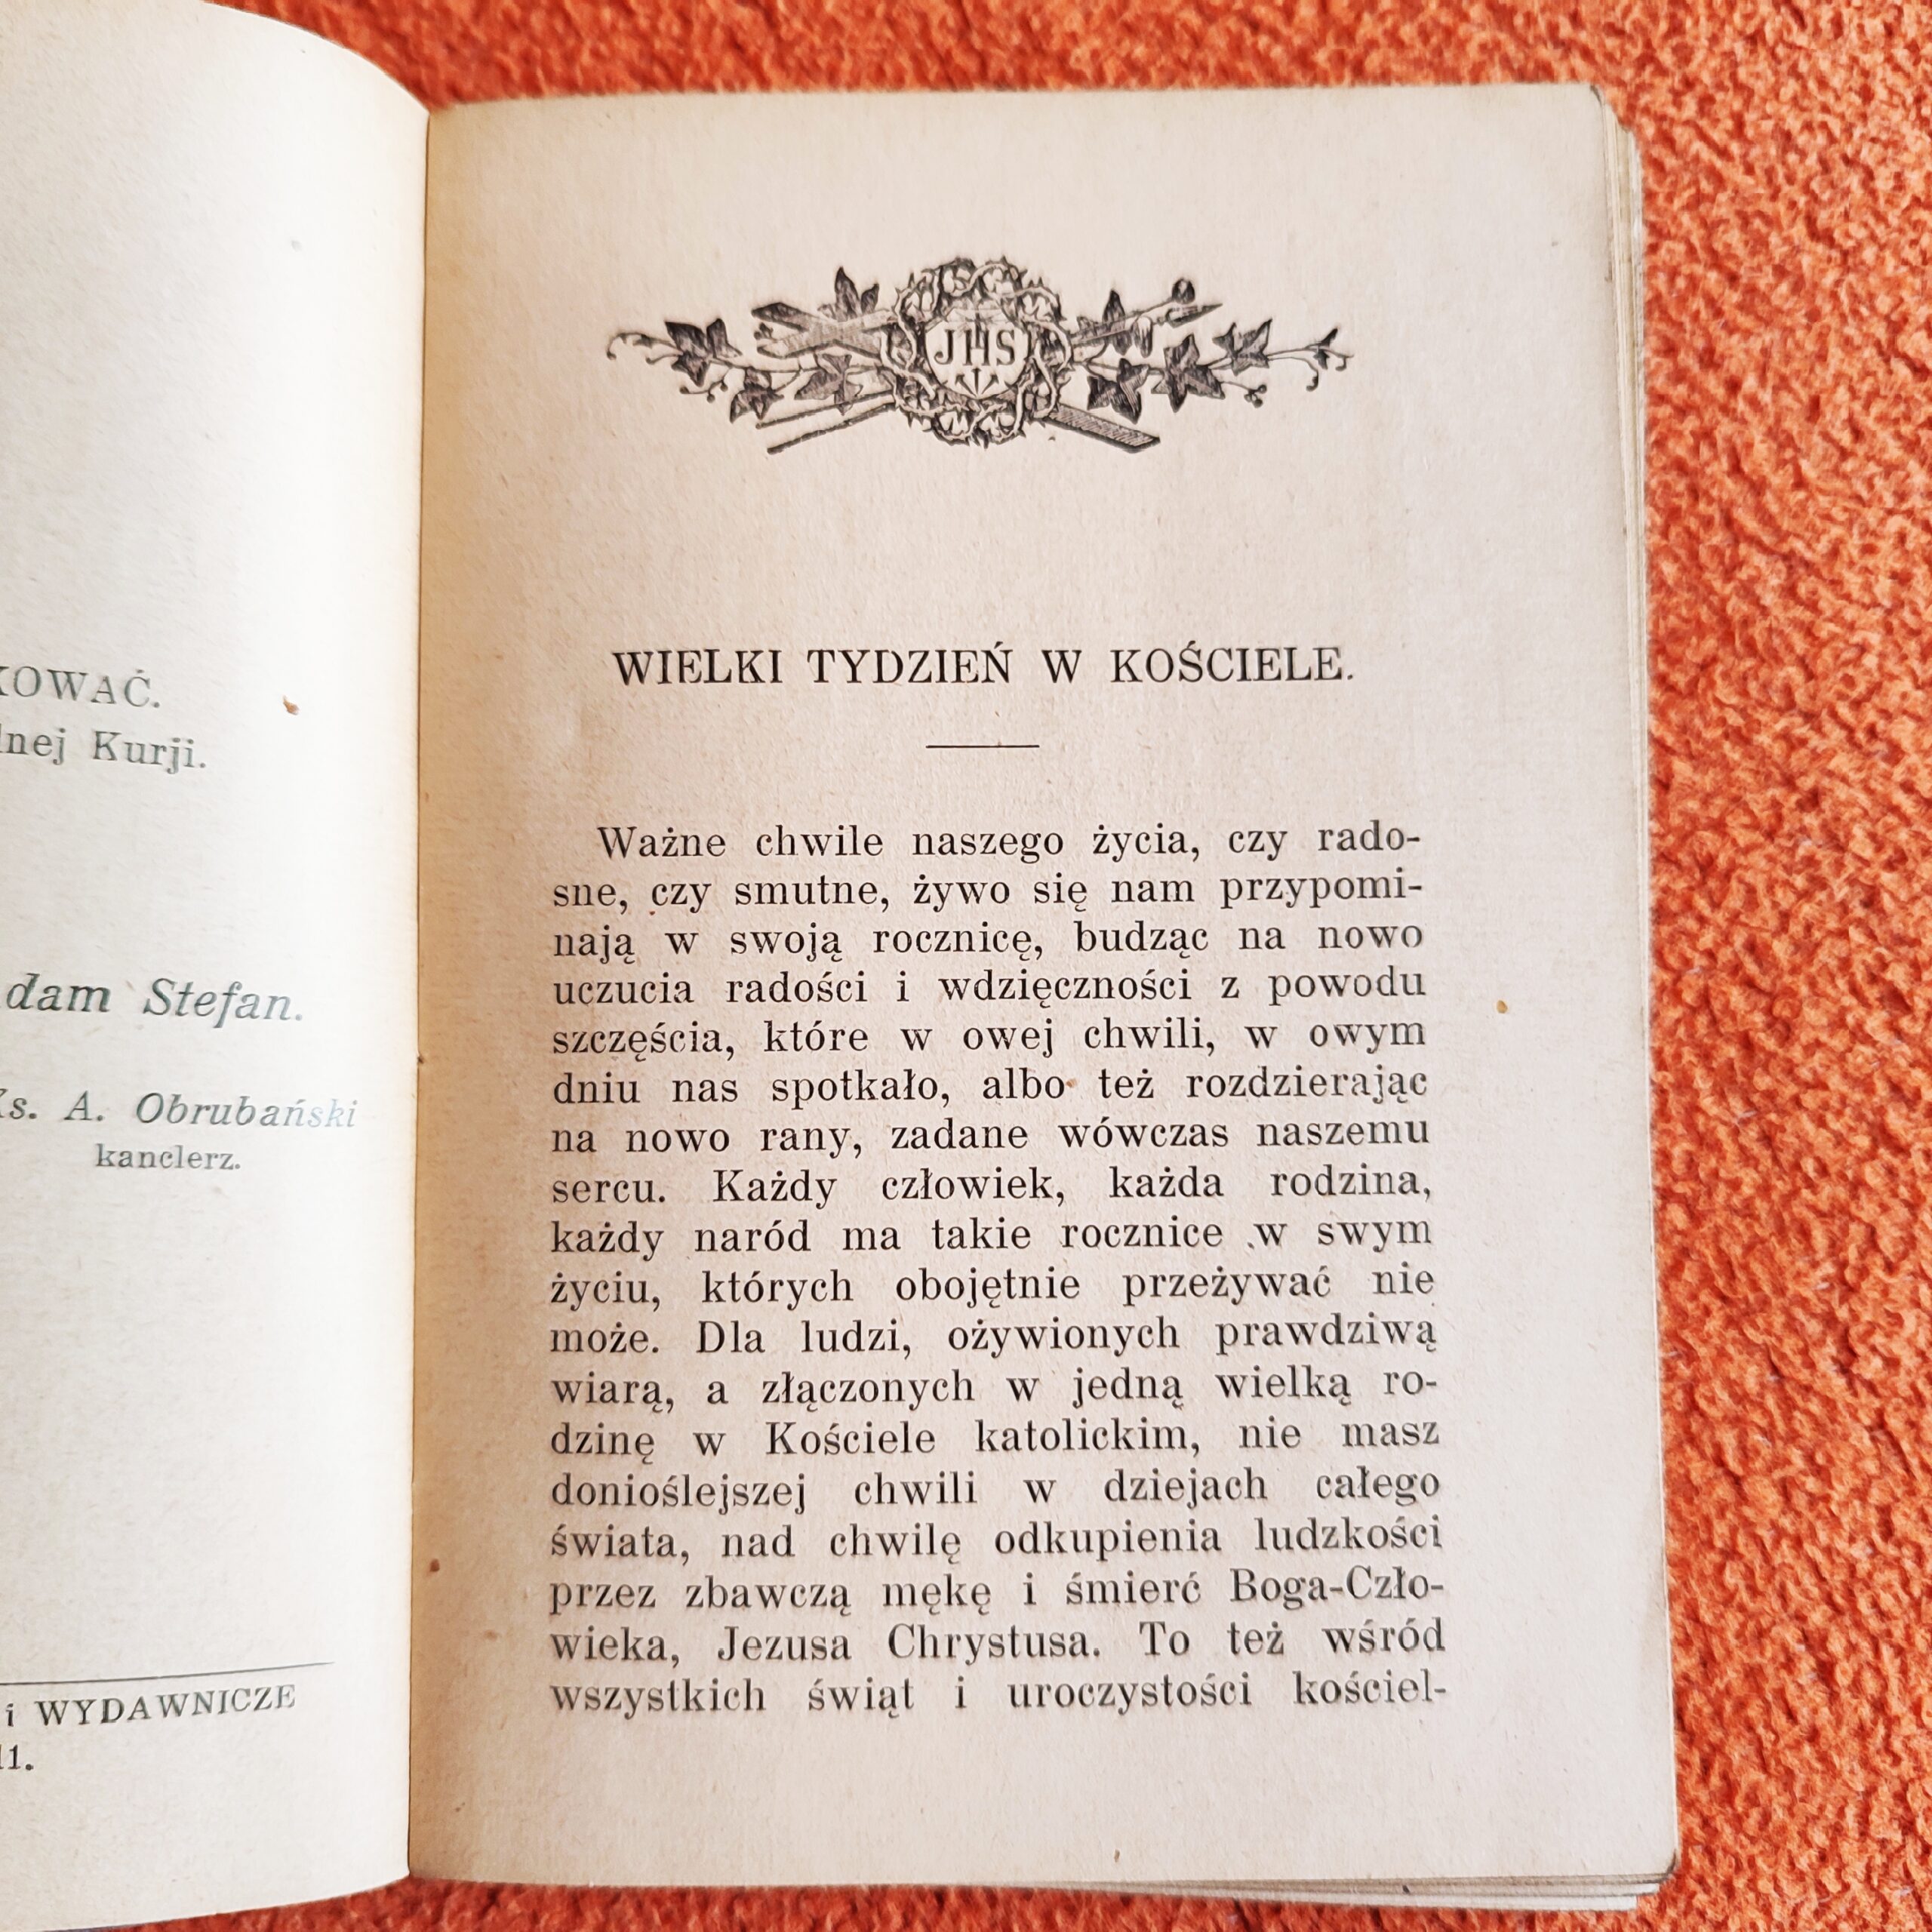 Kurji.
Stefan.
A. Obrubański
kanclerz.
i WYDAWNICZE
JHS
WIELKI TYDZIEŃ W KOŚCIELE.
Ważne chwile naszego życia, czy rado-
sne, czy smutne, żywo się nam przypomi-
nają w swoją rocznicę, budząc na nowo
uczucia radości i wdzięczności z powodu
szczęścia, które w owej chwili, w owym
dniu nas spotkało, albo też rozdzierając
na nowo rany, zadane wówczas naszemu
sercu. Każdy człowiek, każda rodzina,
każdy naród ma takie rocznice w swym
życiu, których obojętnie przeżywać nie
może. Dla ludzi, ożywionych prawdziwą
wiarą, a złączonych w jedną wielką ro-
dzinę w Kościele katolickim, nie masz
donioślejszej chwili w dziejach całego
świata, nad chwilę odkupienia ludzkości
przez zbawczą mękę i śmierć Boga-Czło-
wieka, Jezusa Chrystusa. To też wśród
wszystkich świąt i uroczystości kościel-